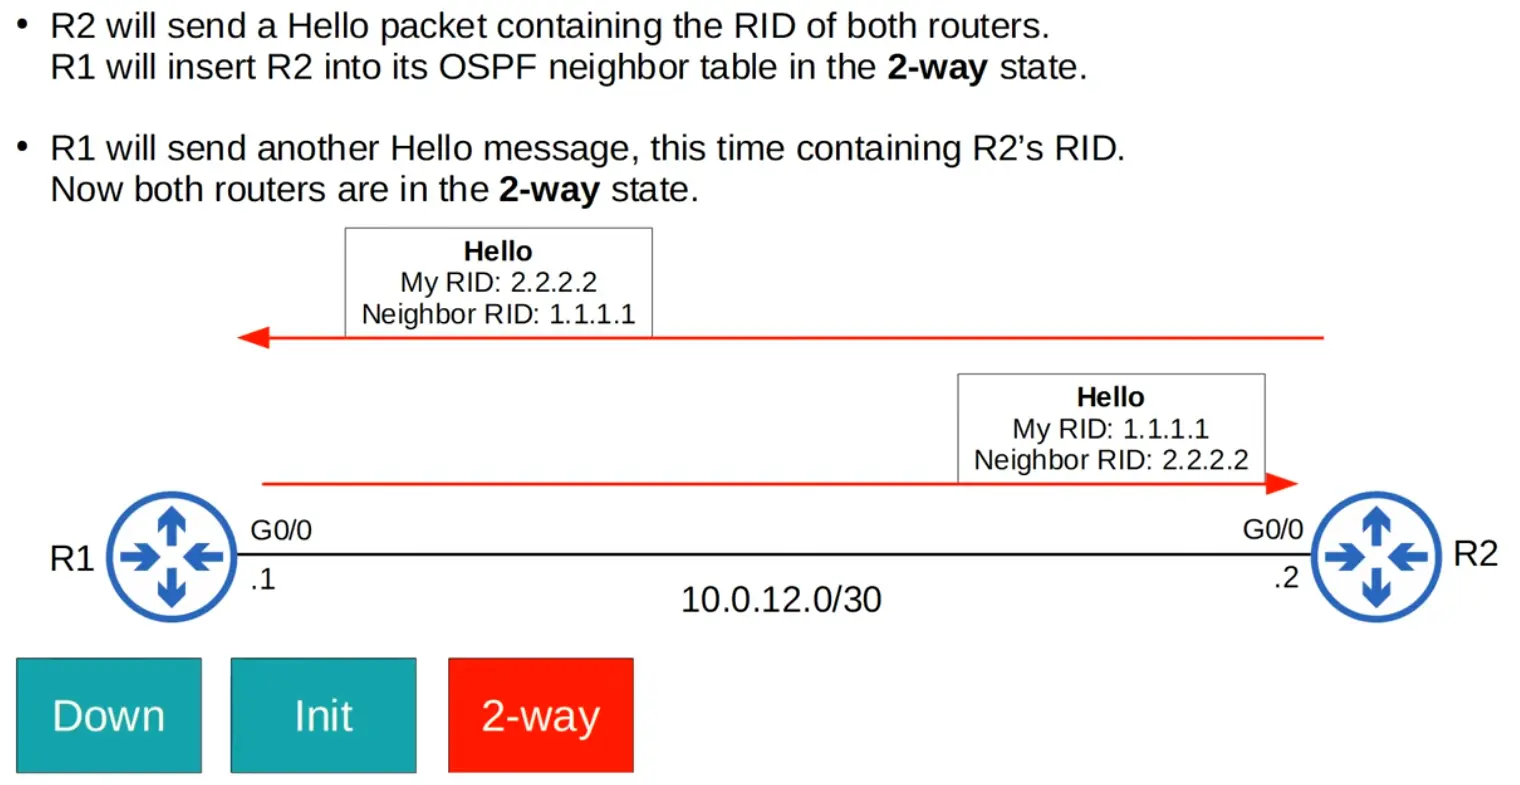 • R2 will send a Hello packet containing the RID of both routers.
R1 will insert R2 into its OSPF neighbor table in the 2-way state.
• R1 will send another Hello message, this time containing R2’s RID.
Now both routers are in the 2-way state.
Hello
My RID: 2.2.2.2
Neighbor RID: 1.1.1.1
Hello
My RID: 1.1.1.1
Neighbor RID: 2.2.2.2
G0/0
G0/0
R1
R2
.1
.2
10.0.12.0/30
Down
Init
2-way